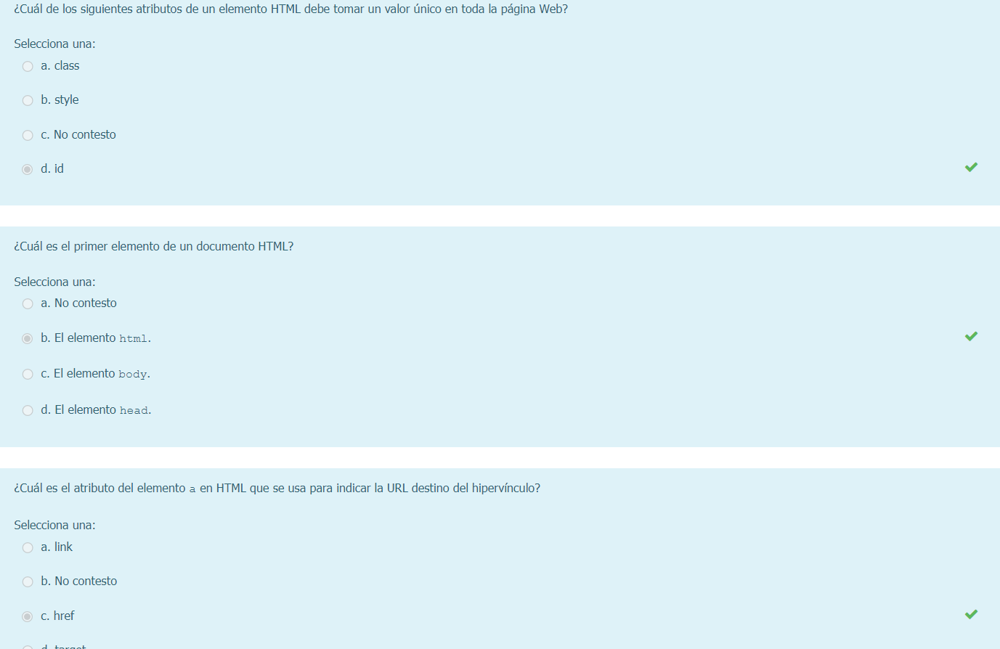 ¿Cuál de los siguientes atributos de un elemento HTML debe tomar un valor único en toda la página Web?
Selecciona una:
a. class
b. style
c. No contesto
d. id
¿Cuál es el primer elemento de un documento HTML?
Selecciona una:
a. No contesto
b. El elemento html.
c. El elemento body.
d. El elemento head.
¿Cuál es el atributo del elemento a en HTML que se usa para indicar la URL destino del hipervínculo?
Selecciona una:
a. link
b. No contesto
c. href
d. target